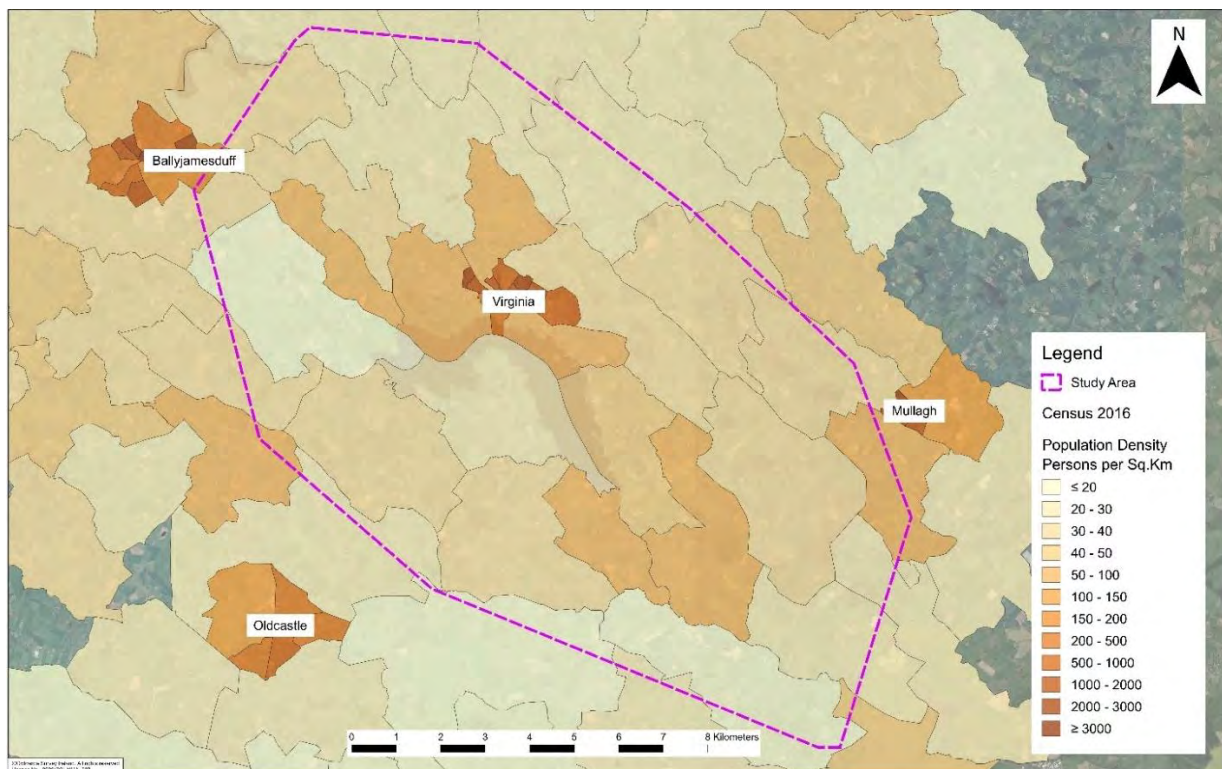 N
Ballyjamesduff
Virginia
Mullagh
Oldcastle
Legend
Study Area
Census 2016
Population Density
Persons per Sq.Km
≤ 20
20 - 30
30 - 40
40 - 50
50 - 100
100 - 150
150 - 200
200 - 500
500 - 1000
1000 - 2000
2000 - 3000
≥ 3000
0 1 2 3 4 5 6 7 8 Kilometers